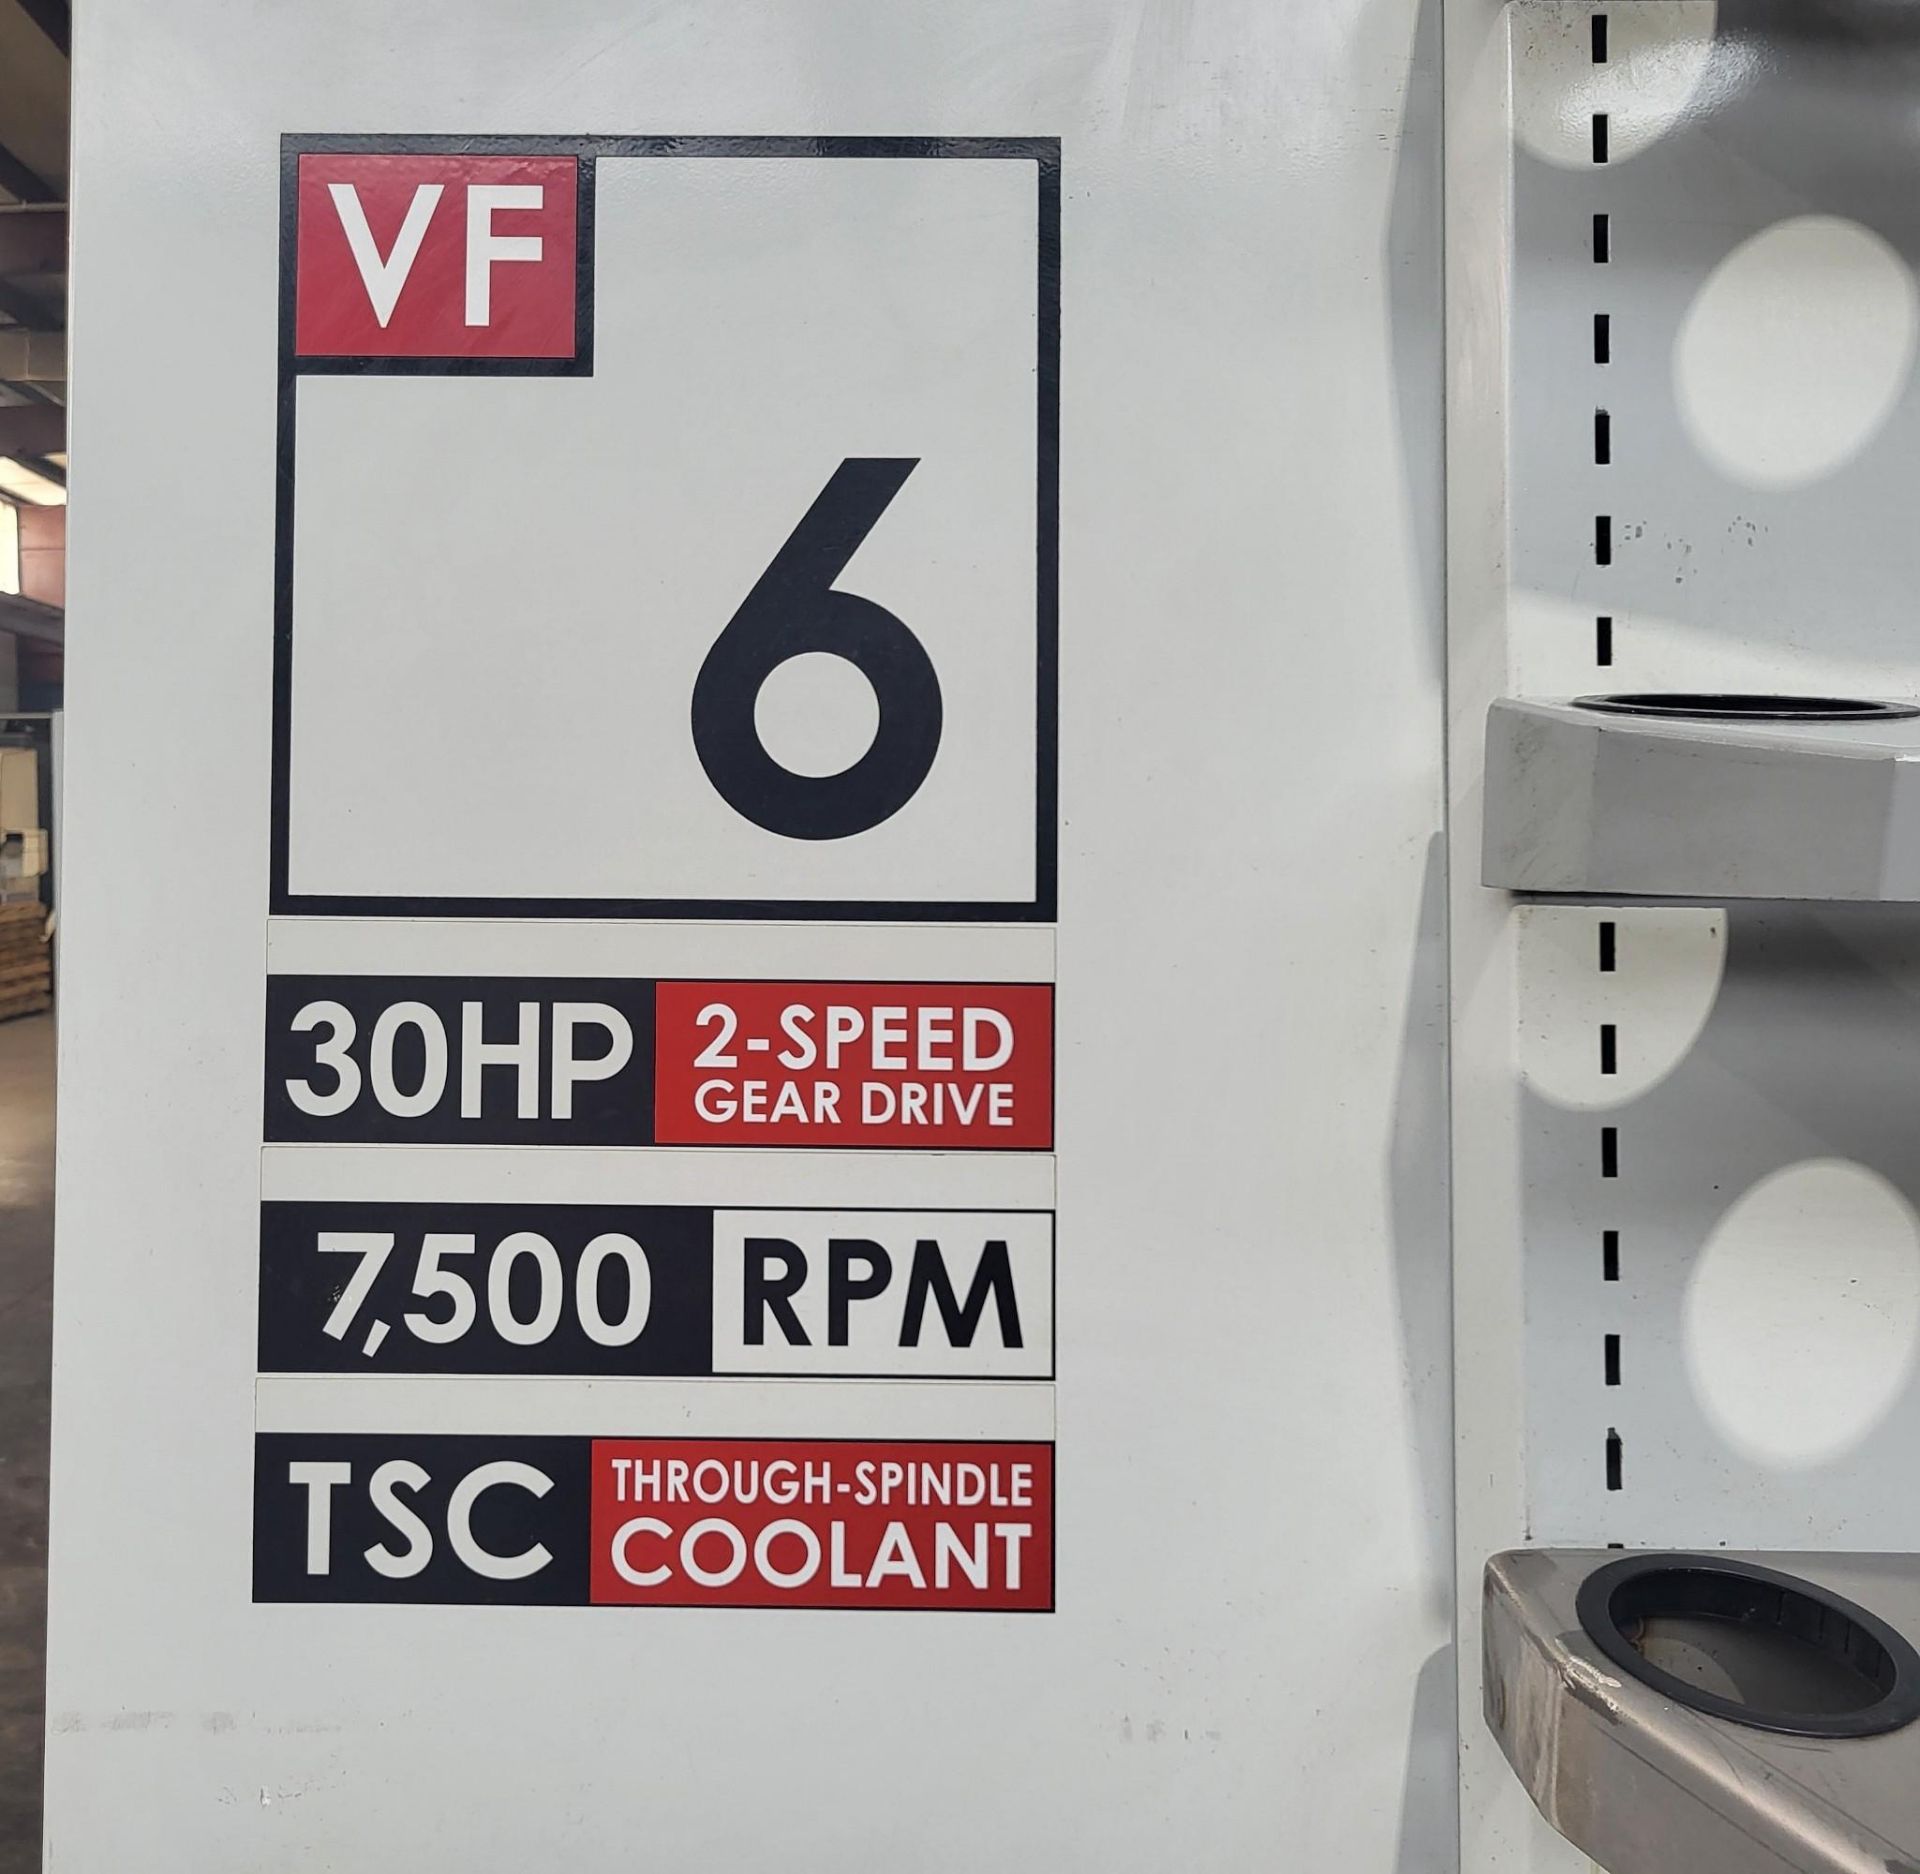 VF
6
30HP 2-SPEED
GEAR DRIVE
7,500 RPM
TSC THROUGH-SPINDLE
COOLANT